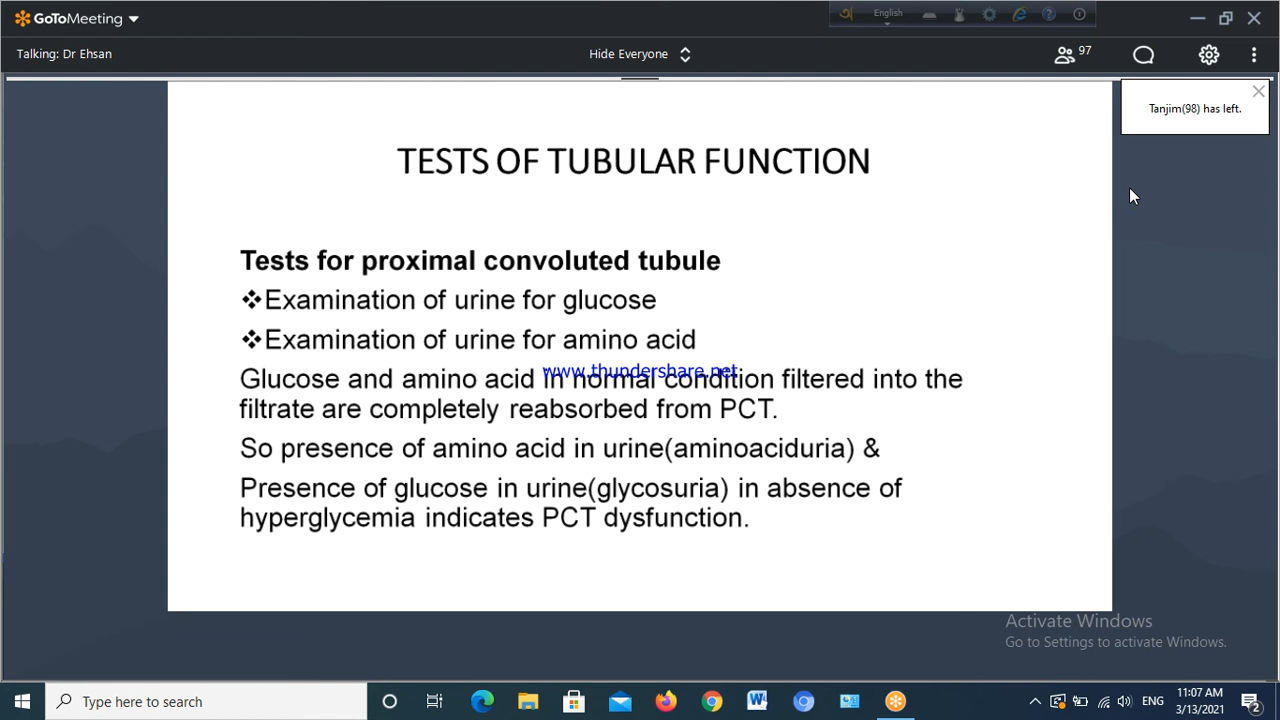 GoToMeeting
English
Talking: Dr Ehsan
Hide Everyone
97
Tanjim(98) has left.
TESTS OF TUBULAR FUNCTION
Tests for proximal convoluted tubule
❖Examination of urine for glucose
❖Examination of urine for amino acid
www.thundershare.net
Glucose and amino acid in normal condition filtered into the
filtrate are completely reabsorbed from PCT.
So presence of amino acid in urine(aminoaciduria) &
Presence of glucose in urine(glycosuria) in absence of
hyperglycemia indicates PCT dysfunction.
Activate Windows
Go to Settings to activate Windows.
Type here to search
ENG
11:07 AM
3/13/2021
2